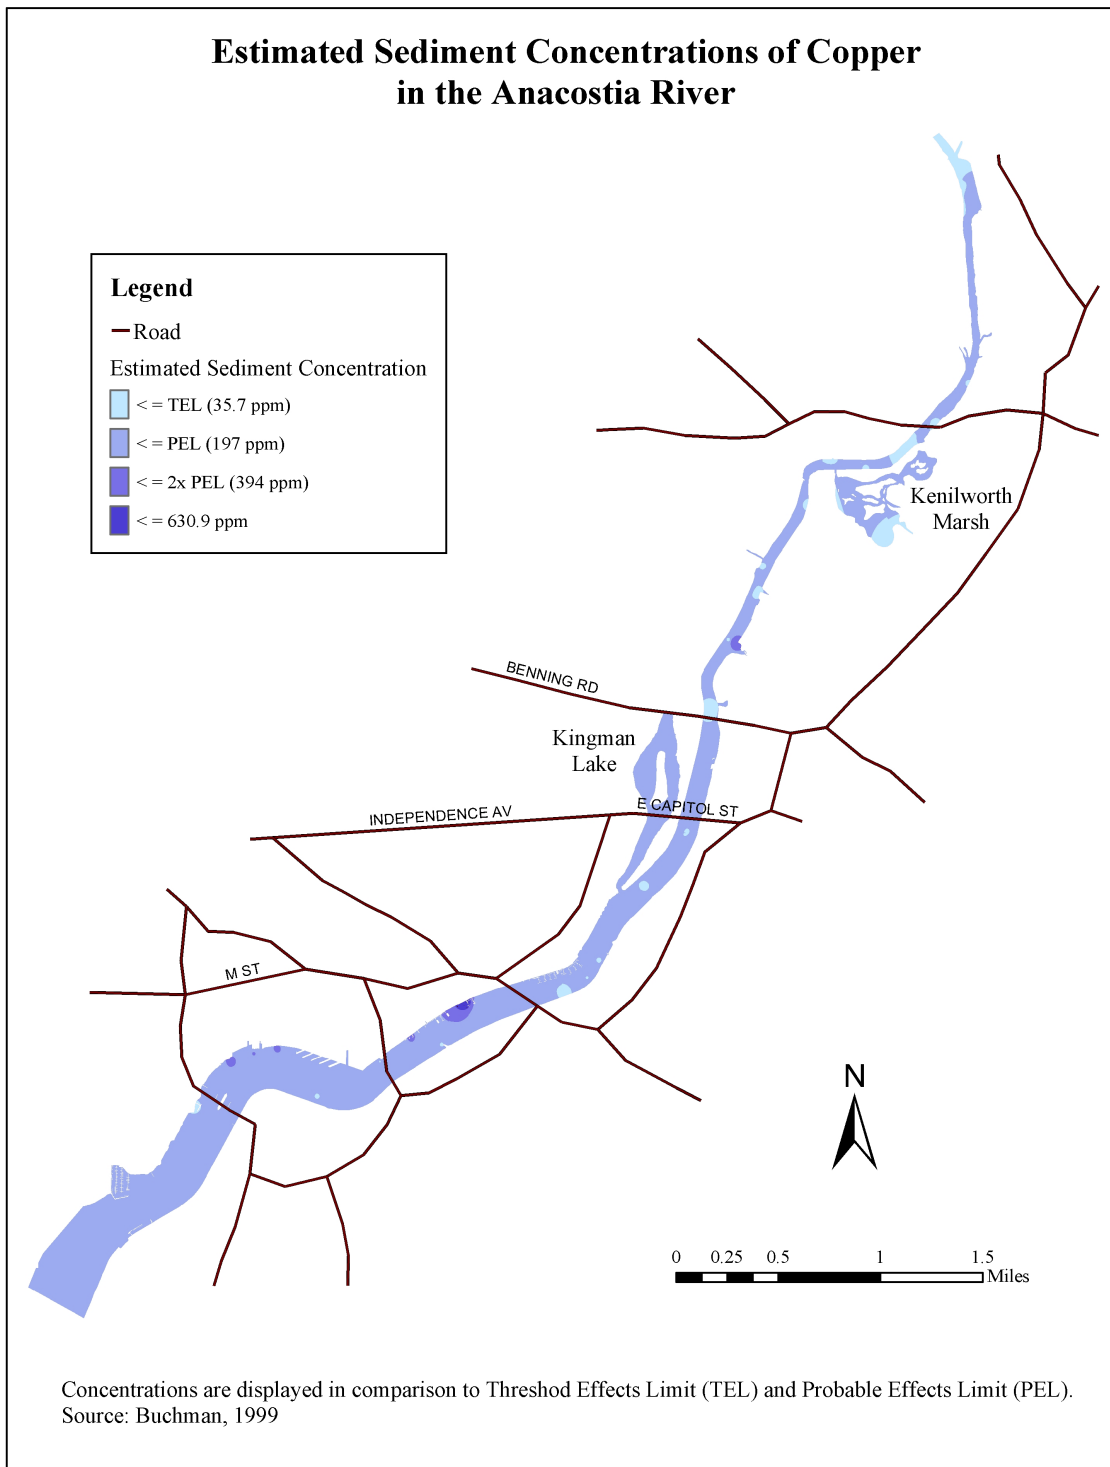 Estimated Sediment Concentrations of Copper
in the Anacostia River
Legend
Road
Estimated Sediment Concentration
< = TEL (35.7 ppm)
< = PEL (197 ppm)
< = 2x PEL (394 ppm)
< = 630.9 ppm
Kenilworth
Marsh
BENNING RD
Kingman
Lake
E CAPITOL ST
INDEPENDENCE AV
M ST
N
0 0.25 0.5 1 1.5
Miles
Concentrations are displayed in comparison to Threshod Effects Limit (TEL) and Probable Effects Limit (PEL).
Source: Buchman, 1999